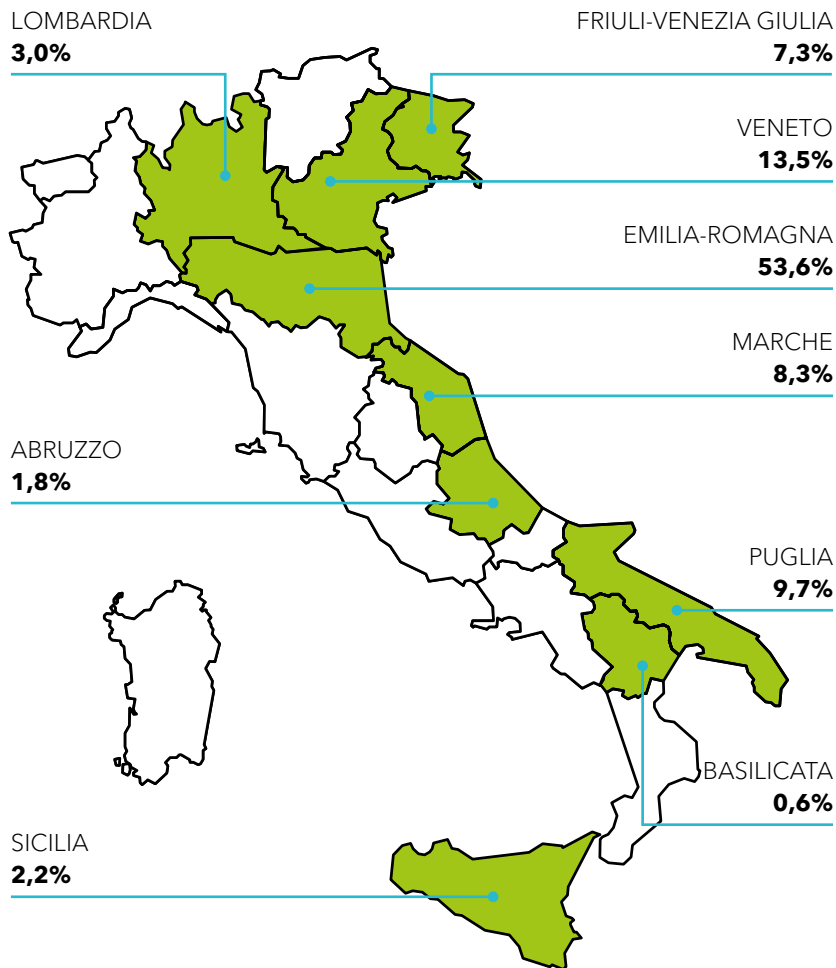 LOMBARDIA
3,0%
FRIULI-VENEZIA GIULIA
7,3%
VENETO
13,5%
EMILIA-ROMAGNA
53,6%
MARCHE
8,3%
ABRUZZO
1,8%
PUGLIA
9,7%
BASILICATA
0,6%
SICILIA
2,2%